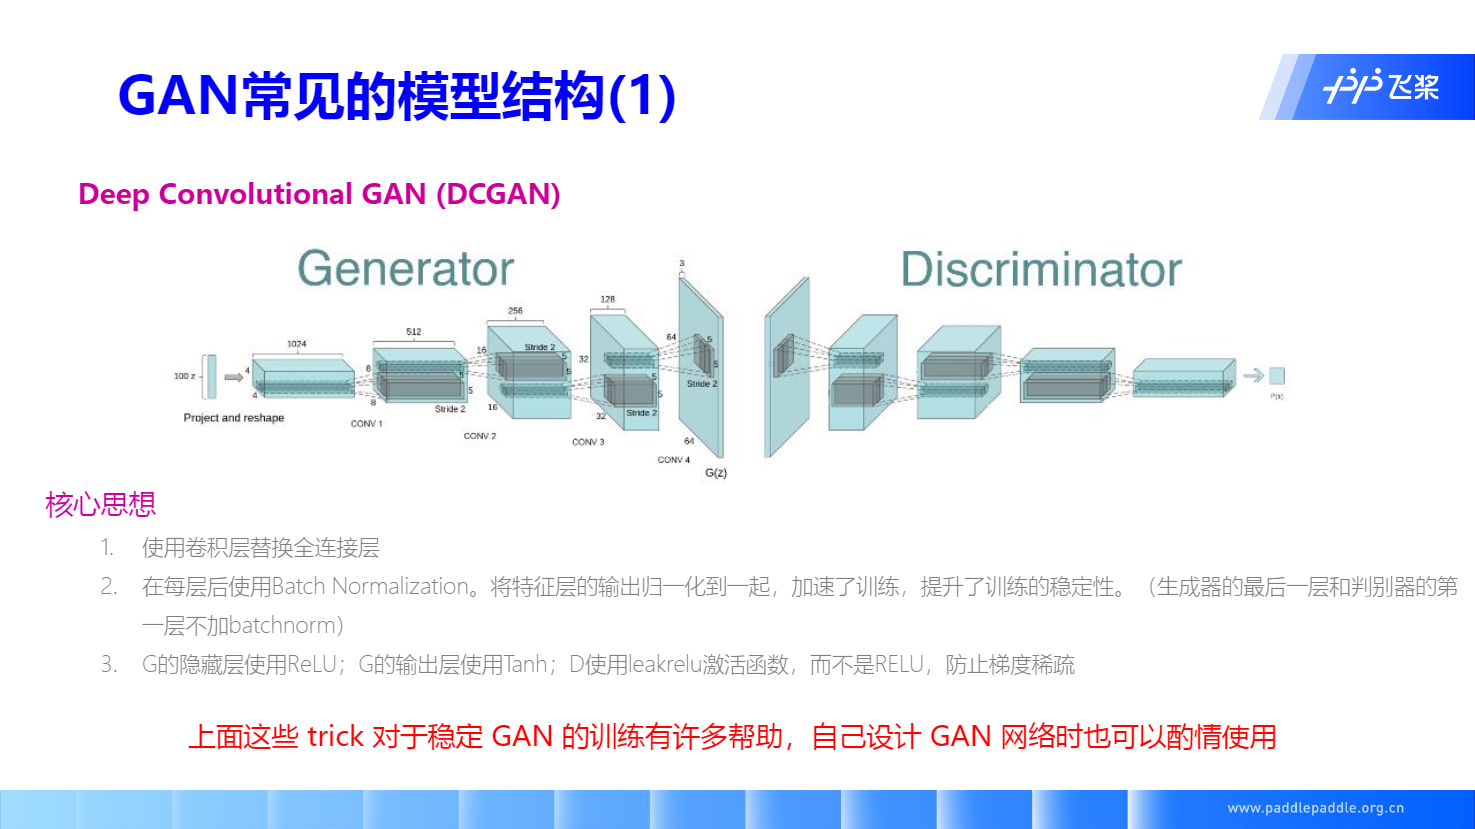 GAN常见的模型结构(1)
飞桨
Deep Convolutional GAN (DCGAN)
Generator
Discriminator
100 z
Project and reshape
1024
4
4
512
8
8
5
5
Stride 2
CONV 1
256
16
16
Stride 2
5
5
CONV 2
128
32
32
5
5
Stride 2
CONV 3
3
64
64
5
5
Stride 2
CONV 4
G(z)
P(x)
核心思想
1. 使用卷积层替换全连接层
2. 在每层后使用Batch Normalization。将特征层的输出归一化到一起，加速了训练，提升了训练的稳定性。（生成器的最后一层和判别器的第
一层不加batchnorm）
3. G的隐藏层使用ReLU；G的输出层使用Tanh；D使用leakrelu激活函数，而不是RELU，防止梯度稀疏
上面这些 trick 对于稳定 GAN 的训练有许多帮助，自己设计 GAN 网络时也可以酌情使用
www.paddlepaddle.org.cn